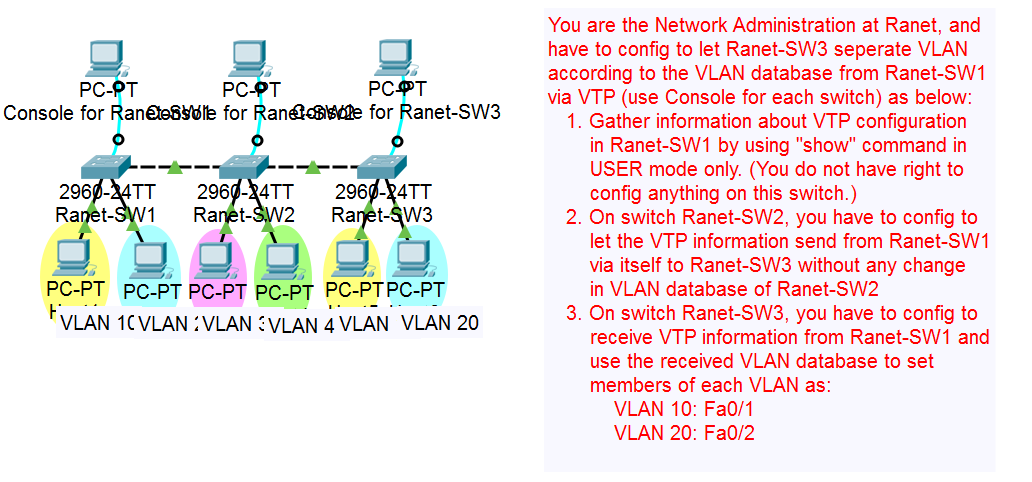 PC-PT
PC-PT
PC-PT
Console for Ranet-SW1
Console for Ranet-SW2
Console for Ranet-SW3
2960-24TT
2960-24TT
2960-24TT
Ranet-SW1
Ranet-SW2
Ranet-SW3
PC-PT
PC-PT
PC-PT
PC-PT
PC-PT
PC-PT
VLAN 10
VLAN
VLAN
VLAN 4
VLAN
VLAN 20
You are the Network Administration at Ranet, and
have to config to let Ranet-SW3 seperate VLAN
according to the VLAN database from Ranet-SW1
via VTP (use Console for each switch) as below:
1. Gather information about VTP configuration
in Ranet-SW1 by using "show" command in
USER mode only. (You do not have right to
config anything on this switch.)
2. On switch Ranet-SW2, you have to config to
let the VTP information send from Ranet-SW1
via itself to Ranet-SW3 without any change
in VLAN database of Ranet-SW2
3. On switch Ranet-SW3, you have to config to
receive VTP information from Ranet-SW1 and
use the received VLAN database to set
members of each VLAN as:
VLAN 10: Fa0/1
VLAN 20: Fa0/2